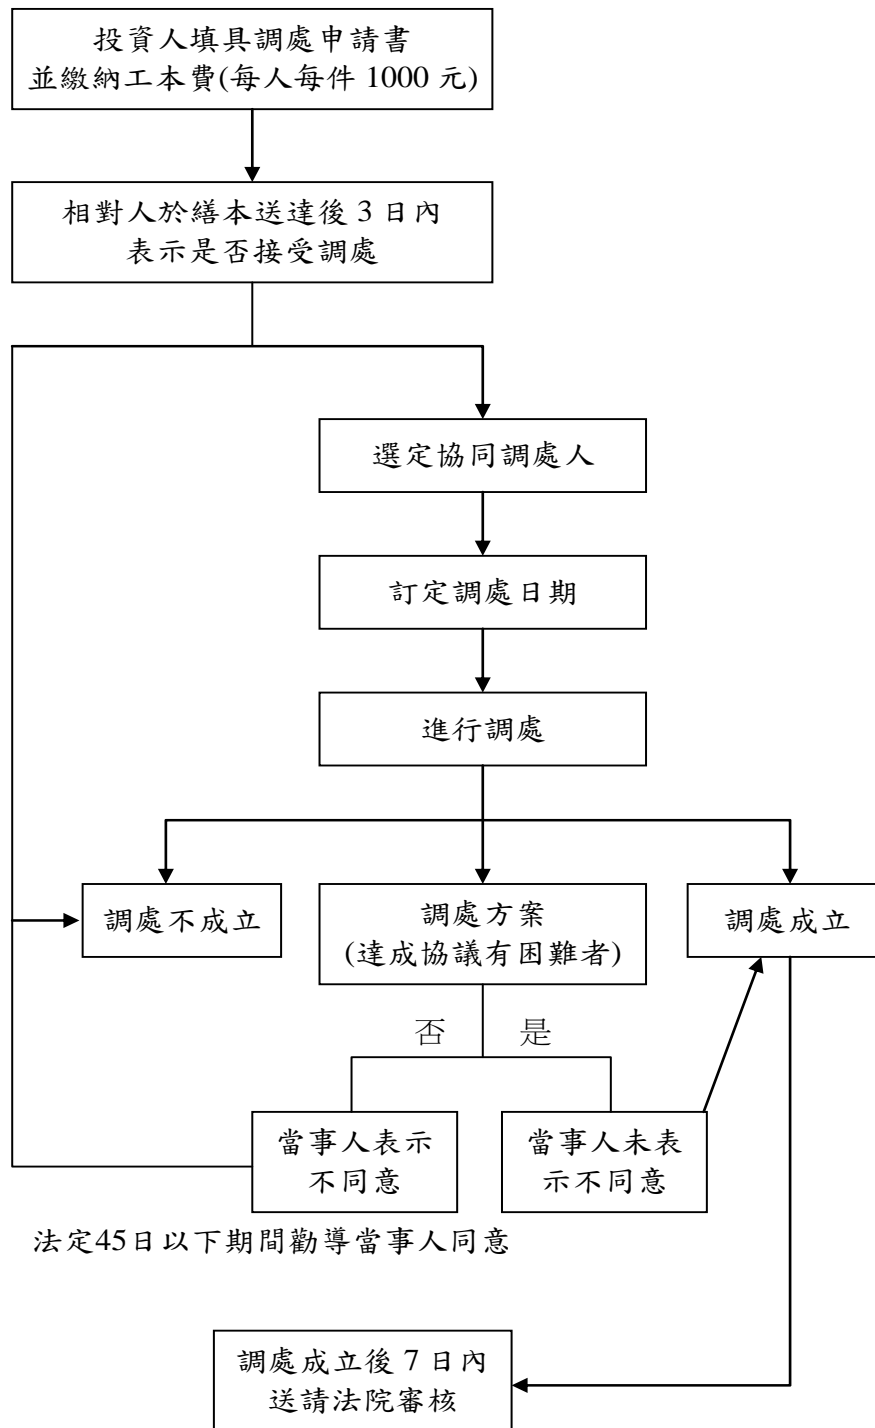 投資人填具調處申請書
並繳納工本費(每人每件 1000 元)
相對人於繕本送達後 3 日內
表示是否接受調處
選定協同調處人
訂定調處日期
進行調處
調處不成立
調處方案
(達成協議有困難者)
調處成立
否
是
當事人表示
不同意
當事人未表
示不同意
法定45日以下期間勸導當事人同意
調處成立後 7 日內
送請法院審核